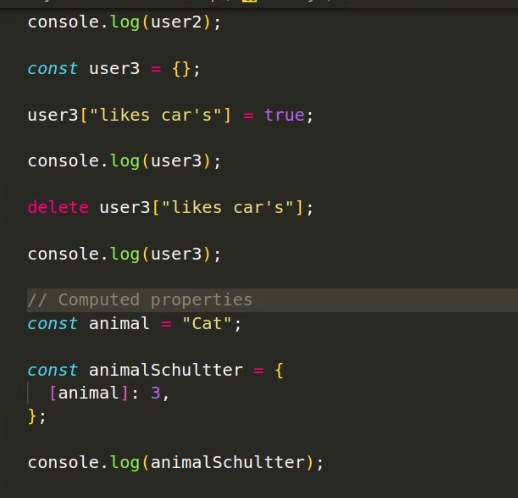 console.log(user2);
const user3 = {};
user3["likes car's"] = true;
console.log(user3);
delete user3["likes car's"];
console.log(user3);
// Computed properties
const animal = "Cat";
const animalSchultter = {
[animal]: 3,
};
console.log(animalSchultter);